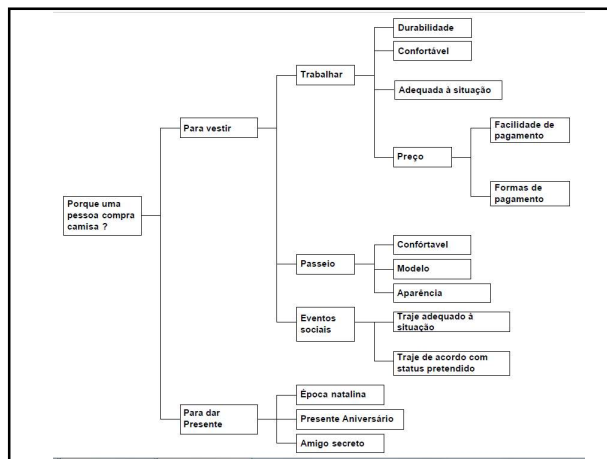 Durabilidade
Confortável
Trabalhar
Adequada à situação
Para vestir
Facilidade de
pagamento
Preço
Formas de
pagamento
Porque uma
pessoa compra
camisa ?
Confórtavel
Passeio
Modelo
Aparência
Eventos
sociais
Traje adequado à
situação
Traje de acordo com
status pretendido
Época natalina
Para dar
Presente
Presente Aniversário
Amigo secreto